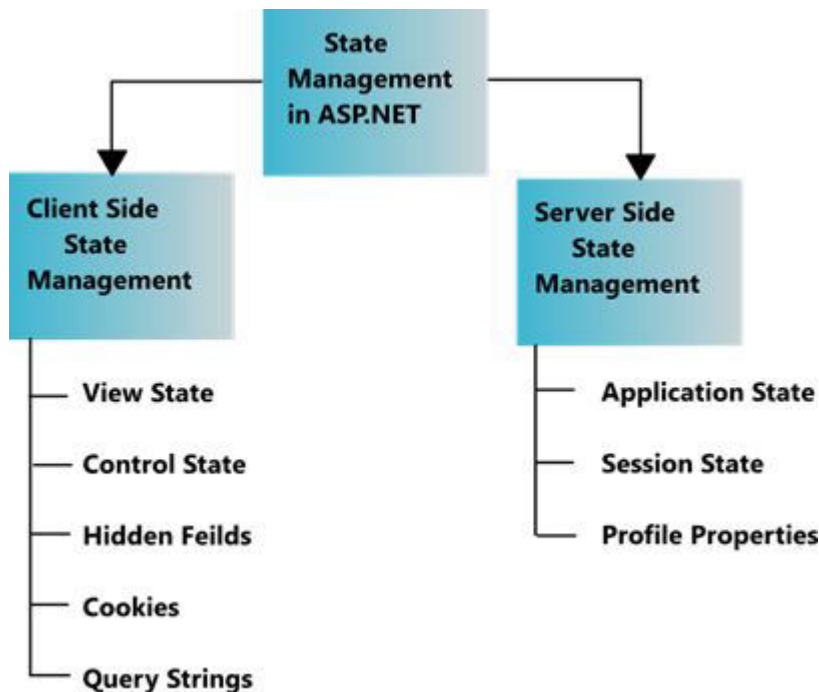 State
Management
in ASP.NET
Client Side
State
Management
View State
Control State
Hidden Feilds
Cookies
Query Strings
Server Side
State
Management
Application State
Session State
Profile Properties